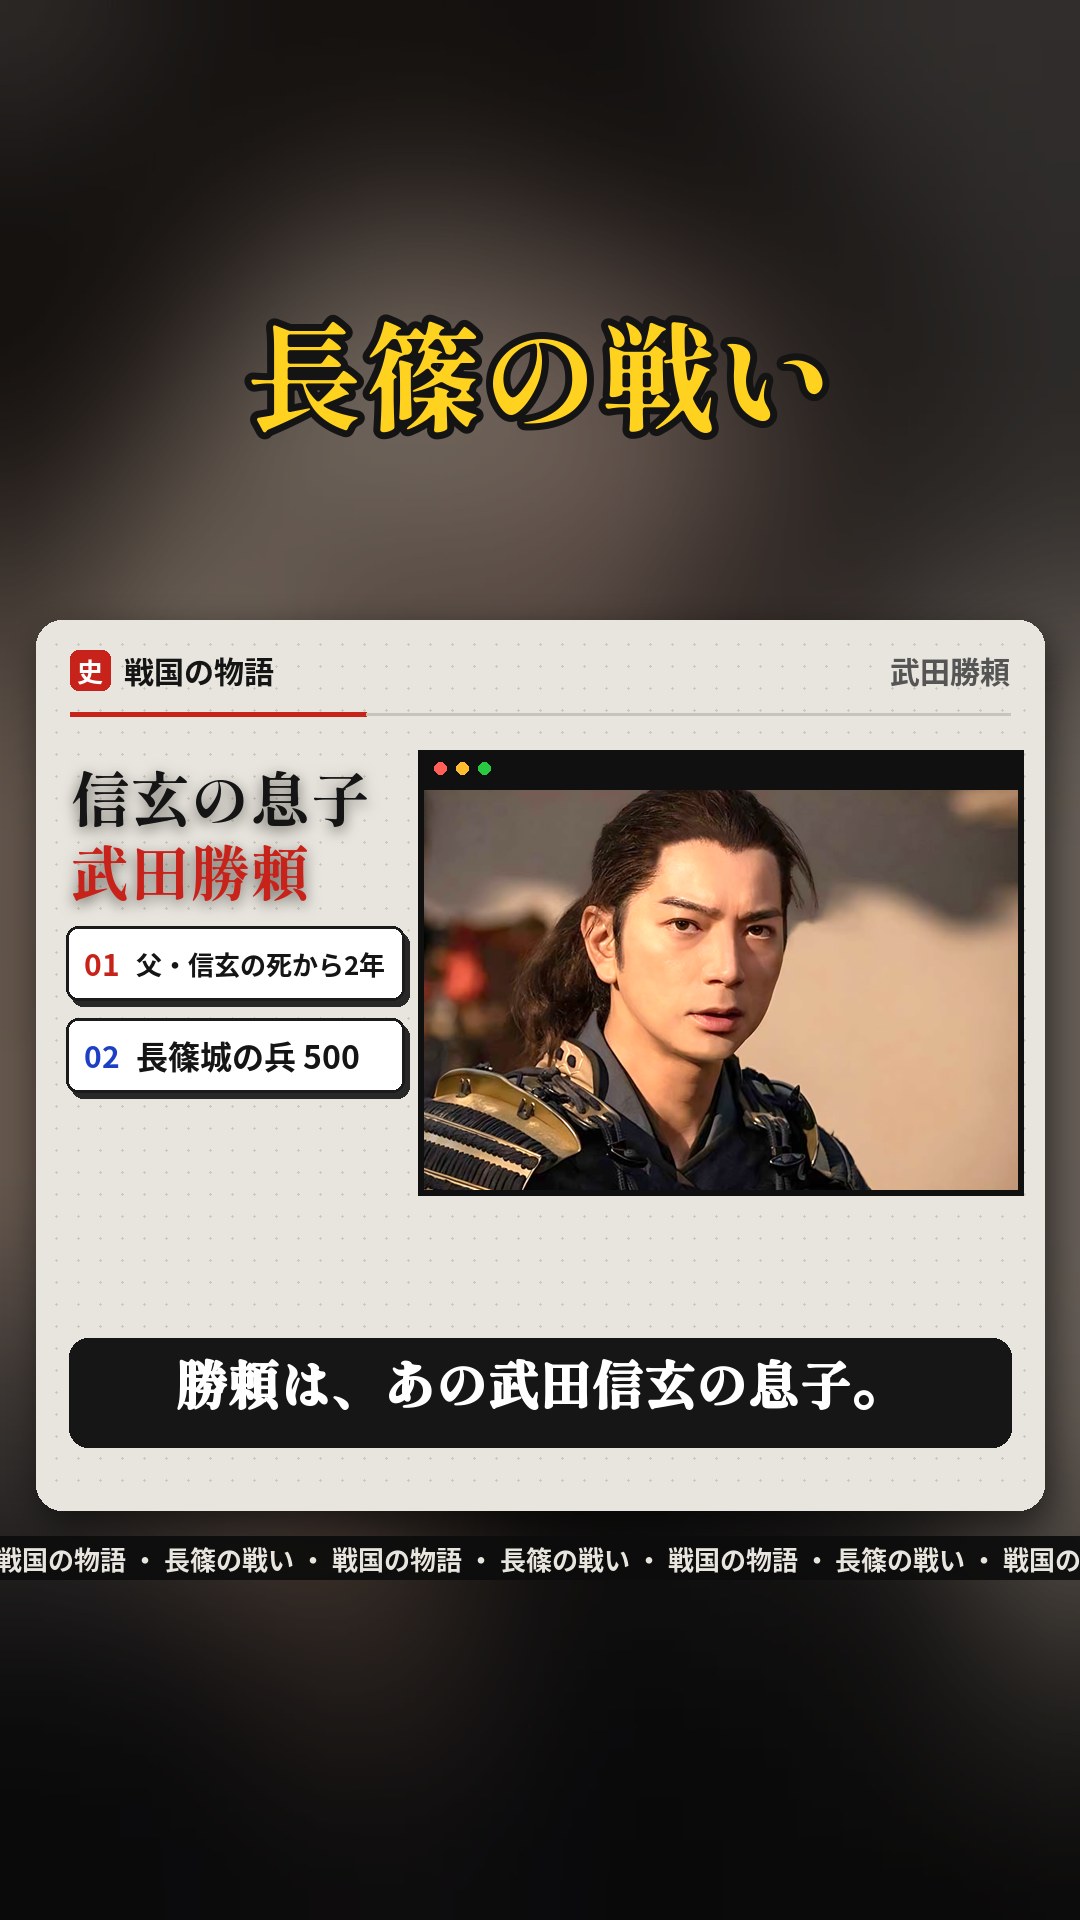 長篠の戦い
史 戦国の物語
武田勝頼
信玄の息子
武田勝頼
01 父・信玄の死から2年
02 長篠城の兵 500
勝頼は、あの武田信玄の息子。
戦国の物語 ・ 長篠の戦い ・ 戦国の物語 ・ 長篠の戦い ・ 戦国の物語 ・ 長篠の戦い ・ 戦国の